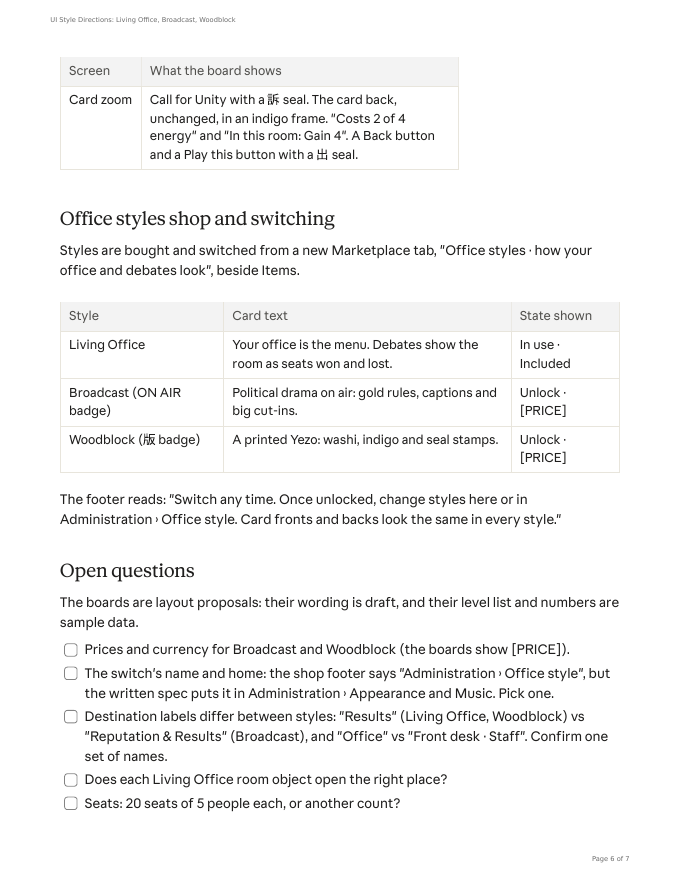 UI Style Directions: Living Office, Broadcast, Woodblock
Screen What the board shows
Card zoom Call for Unity with a 訴 seal. The card back,
unchanged, in an indigo frame. "Costs 2 of 4
energy" and "In this room: Gain 4". A Back button
and a Play this button with a 出 seal.
Office styles shop and switching
Styles are bought and switched from a new Marketplace tab, "Office styles · how your
office and debates look", beside Items.
Style Card text State shown
Living Office Your office is the menu. Debates show the In use ·
room as seats won and lost. Included
Broadcast (ON AIR Political drama on air: gold rules, captions and Unlock ·
badge) big cut-ins. [PRICE]
Woodblock (版 badge) A printed Yezo: washi, indigo and seal stamps. Unlock ·
[PRICE]
The footer reads: "Switch any time. Once unlocked, change styles here or in
Administration › Office style. Card fronts and backs look the same in every style."
Open questions
The boards are layout proposals: their wording is draft, and their level list and numbers are
sample data.
Prices and currency for Broadcast and Woodblock (the boards show [PRICE]).
The switch's name and home: the shop footer says "Administration › Office style", but
the written spec puts it in Administration › Appearance and Music. Pick one.
Destination labels differ between styles: "Results" (Living Office, Woodblock) vs
"Reputation & Results" (Broadcast), and "Office" vs "Front desk · Staff". Confirm one
set of names.
Does each Living Office room object open the right place?
Seats: 20 seats of 5 people each, or another count?
Page 6 of 7